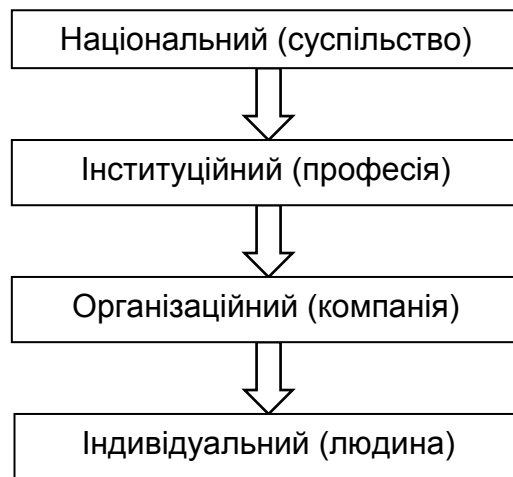 Національний (суспільство)
Інституційний (професія)
Організаційний (компанія)
Індивідуальний (людина)